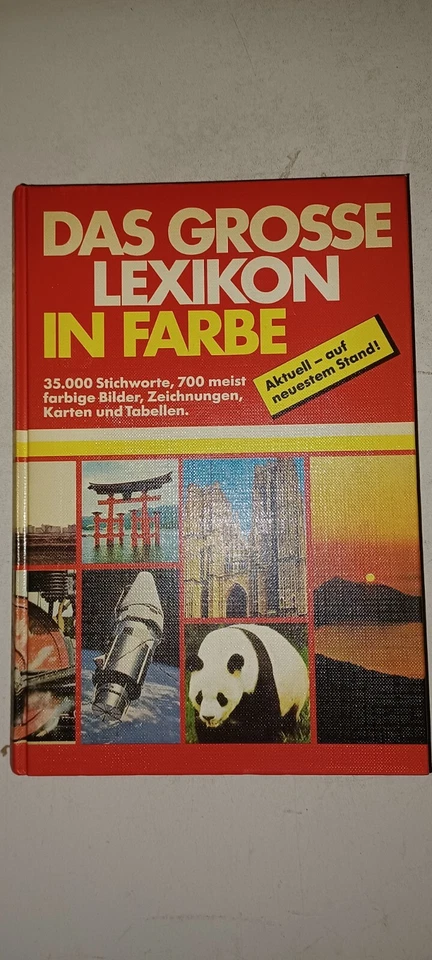 DAS GROSSE
LEXIKON
IN FARBE
35.000 Stichworte, 700 meist
farbige Bilder, Zeichnungen,
Karten und Tabellen.
Aktuell – auf
neuestem Stand!